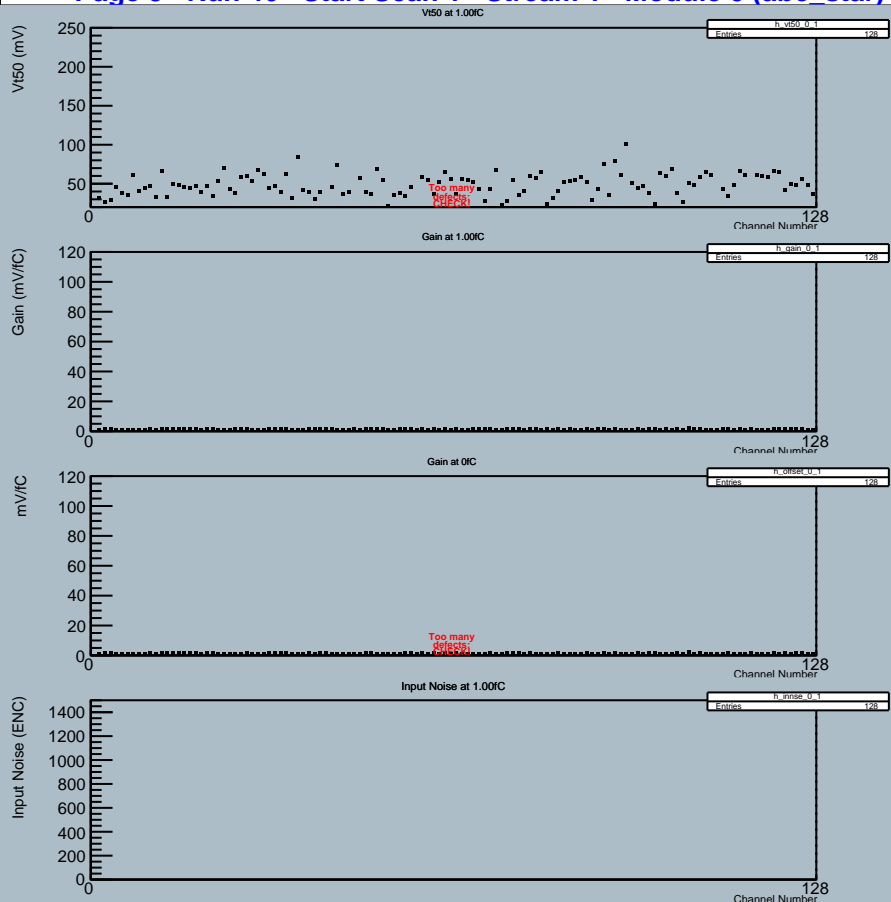 Vt50 at 1.00fC
h_vt50_0_1
Entries 128
Vt50 (mV)
250
200
150
100
50
Too many
defects:
CHECK!
0
128
Channel Number
Gain at 1.00fC
h_gain_0_1
Entries 128
Gain (mV/fC)
120
100
80
60
40
20
0
0
128
Channel Number
Gain at 0fC
h_offset_0_1
Entries 128
mV/fC
120
100
80
60
40
20
0
Too many
defects:
CHECK!
0
128
Channel Number
Input Noise at 1.00fC
h_innse_0_1
Entries 128
Input Noise (ENC)
1400
1200
1000
800
600
400
200
0
0
128
Channel Number